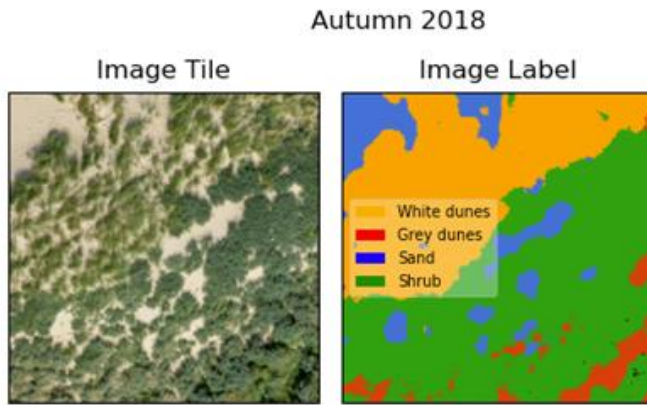 Autumn 2018
Image Tile
Image Label
White dunes
Grey dunes
Sand
Shrub